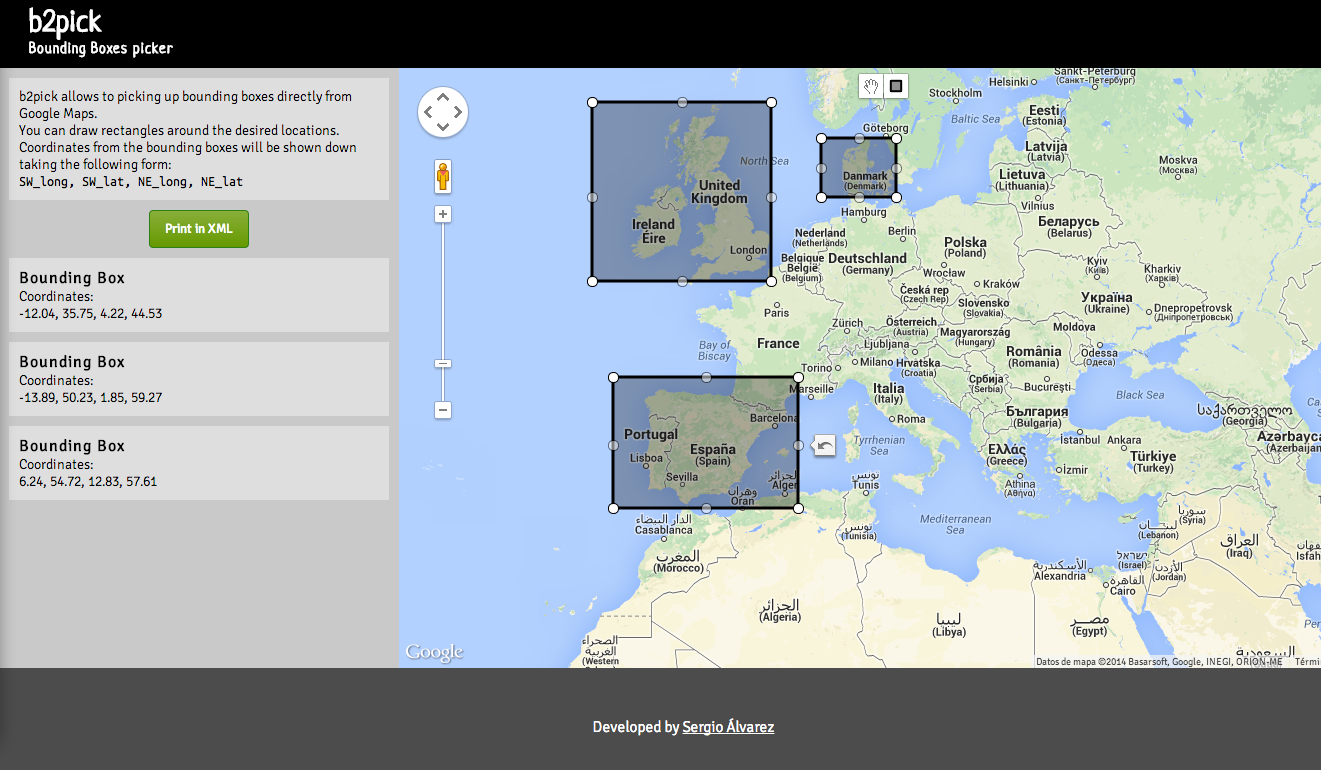 b2pick
Bounding Boxes picker
b2pick allows to picking up bounding boxes directly from
Google Maps.
You can draw rectangles around the desired locations.
Coordinates from the bounding boxes will be shown down
taking the following form:
SW_long, SW_lat, NE_long, NE_lat
Print in XML
Bounding Box
Coordinates:
-12.04, 35.75, 4.22, 44.53
Bounding Box
Coordinates:
-13.89, 50.23, 1.85, 59.27
Bounding Box
Coordinates:
6.24, 54.72, 12.83, 57.61
Sankt-Peterburg
(Санкт-Петербург)
Helsinki
Stockholm
Baltic Sea
Eesti
(Estonia)
Göteborg
Latvija
(Latvia)
North Sea
Moskva
(Москва)
Danmark
(Denmark)
Lietuva
(Lithuania)
United
Kingdom
Vilnius
Hamburg
Беларусь
(Belarus)
Ireland
Éire
Nederland
(Netherlands)
Berlin
Polska
(Poland)
London
Belgique
België
(Belgium)
Deutschland
(Germany)
Wrocław
Kyiv
(Київ)
Kharkiv
(Харків)
Kraków
Česká rep
(Czech Rep)
Україна
(Ukraine)
Slovensko
(Slovakia)
Dnepropetrovsk
(Дніпропетровськ)
Paris
Zürich
Österreich
(Austria)
Magyarország
(Hungary)
Moldova
France
Ljubljana
Bay of
Biscay
România
(Romania)
Odessa
(Одеса)
Torino
Milano
Hrvatska
(Croatia)
Marseille
Italia
(Italy)
Србија
(Serbia)
București
Black Sea
Barcelona
Roma
България
(Bulgaria)
საქართველო
(Georgia)
Portugal
España
(Spain)
Tyrrhenian
Sea
İstanbul
Ankara
Azərbayca
(Azerbaijan
Lisboa
Ελλάς
(Greece)
Türkiye
(Turkey)
İzmir
Sevilla
الجزائر
Alger
تونس
Tunis
Athina
(Αθήνα)
وهران
Oran
الدار البيضاء
Casablanca
Mediterranean
Sea
سوريا
(Syria)
تونس
(Tunisia)
لبنان
(Lebanon)
العراق
(Iraq)
Isfah
المغرب
(Morocco)
ישראל
(Israel)
الأسكندرية
Alexandria
الأردن
(Jordan)
القاهرة
Cairo
الجزائر
(Algeria)
ليبيا
(Libya)
مصر
(Egypt)
الصحراء
الغربية
(Western
Per
السعودية
Google
Datos de mapa ©2014 Basarsoft, Google, INEGI, ORION-ME
Térmi
Developed by Sergio Álvarez